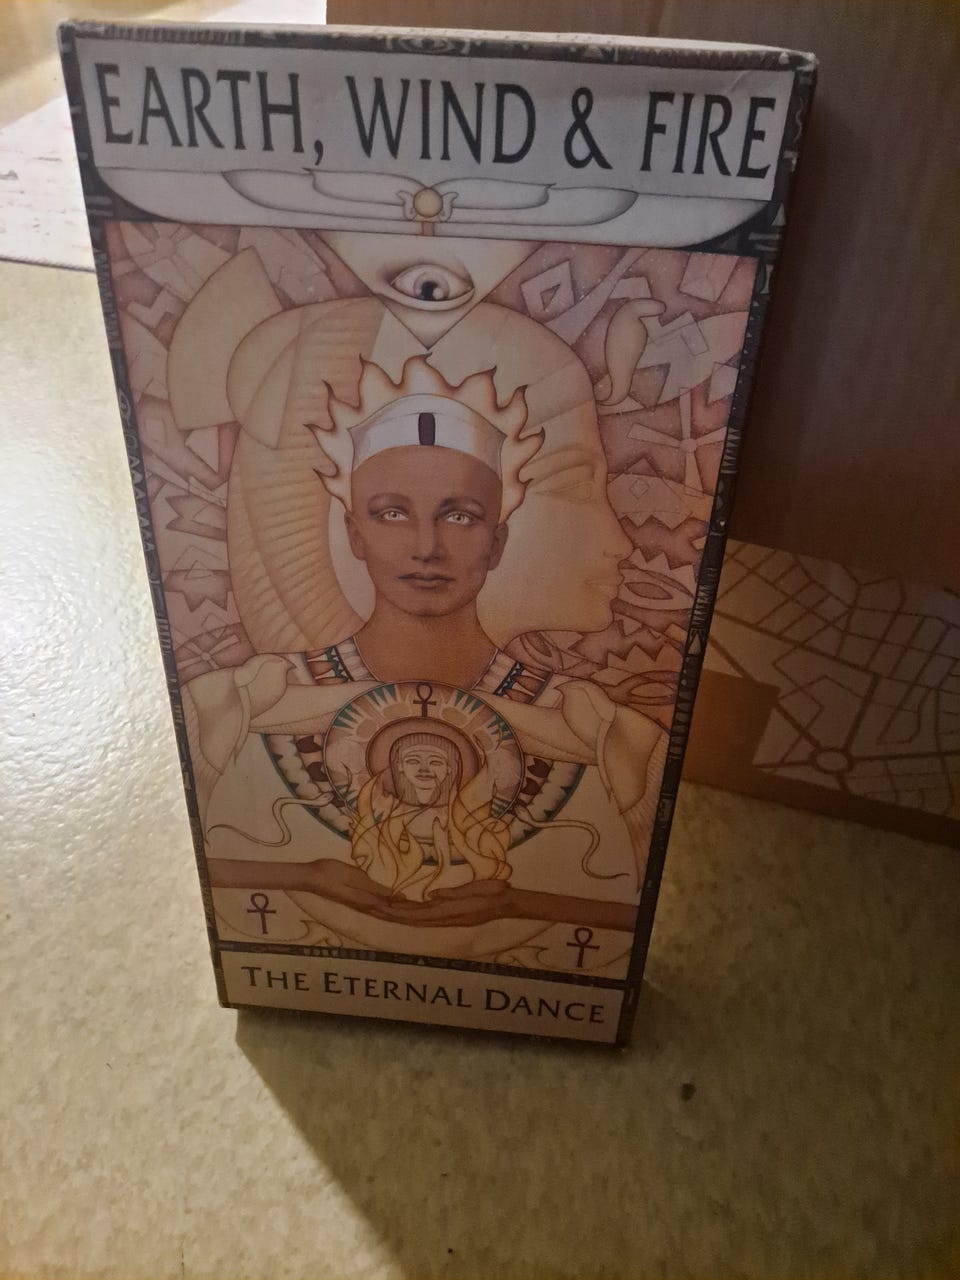 EARTH, WIND & FIRE
THE ETERNAL DANCE